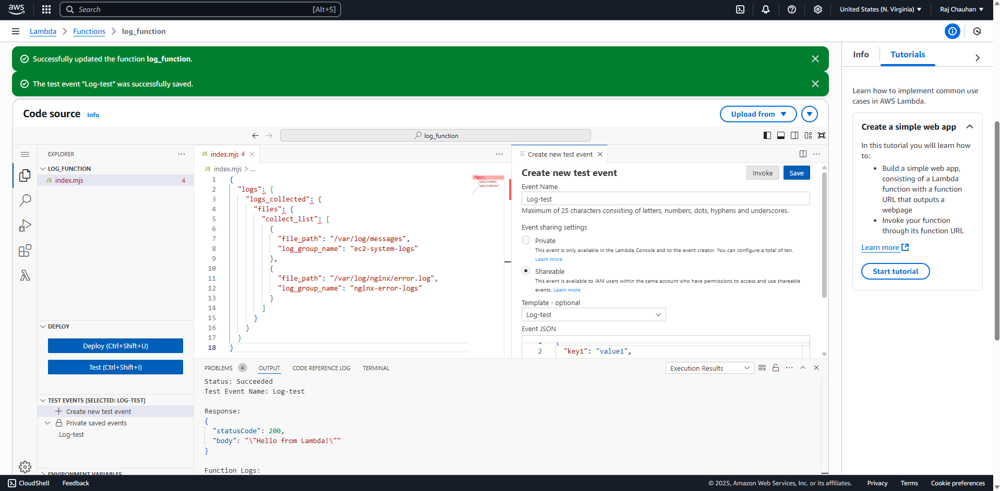 aws
Search
[Alt+S]
United States (N. Virginia)
Raj Chauhan
Lambda
Functions
log_function
Successfully updated the function log_function.
The test event "Log-test" was successfully saved.
Code source
Info
Upload from
log_function
EXPLORER
LOG_FUNCTION
JS index.mjs 4
DEPLOY
Deploy (Ctrl+Shift+U)
Test (Ctrl+Shift+I)
TEST EVENTS [SELECTED: LOG-TEST]
Create new test event
Private saved events
Log-test
ENVIRONMENT VARIABLES
JS index.mjs 4
JS index.mjs > ...
1 {
2 "logs": {
3 "logs_collected": {
4 "files": {
5 "collect_list": [
6 {
7 "file_path": "/var/log/messages",
8 "log_group_name": "ec2-system-logs"
9 },
10 {
11 "file_path": "/var/log/nginx/error.log",
12 "log_group_name": "nginx-error-logs"
13 }
14 ]
15 }
16 }
17 }
18 }
Create new test event
Create new test event
Invoke
Save
Event Name
Log-test
Maximum of 25 characters consisting of letters, numbers, dots, hyphens and underscores.
Event sharing settings
Private
This event is only available in the Lambda Console and to the event creator. You can configure a total of ten.
Learn more
Shareable
This event is available to IAM users within the same account who have permissions to access and use shareable
events. Learn more
Template - optional
Log-test
Event JSON
1 {
2 "key1": "value1",
PROBLEMS 4
OUTPUT
CODE REFERENCE LOG
TERMINAL
Execution Results
Status: Succeeded
Test Event Name: Log-test
Response:
{
"statusCode": 200,
"body": "\"Hello from Lambda!\""
}
Function Logs:
Info
Tutorials
Learn how to implement common use
cases in AWS Lambda.
Create a simple web app
In this tutorial you will learn how
to:
• Build a simple web app,
consisting of a Lambda
function with a function
URL that outputs a
webpage
• Invoke your function
through its function URL
Learn more
Start tutorial
CloudShell
Feedback
© 2025, Amazon Web Services, Inc. or its affiliates.
Privacy
Terms
Cookie preferences